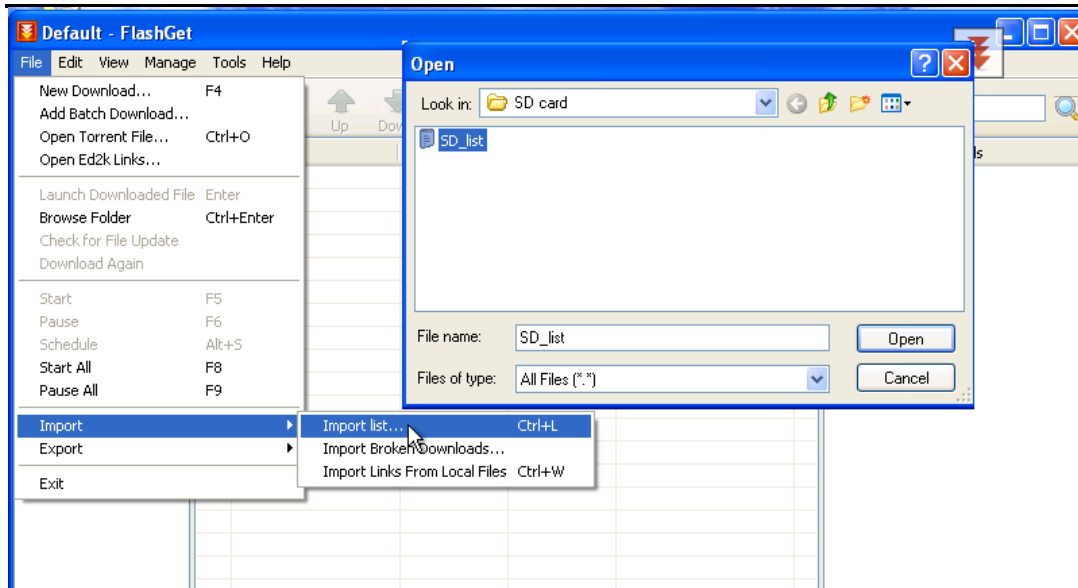 Default - FlashGet
File Edit View Manage Tools Help
New Download... F4
Add Batch Download...
Open Torrent File... Ctrl+O
Open Ed2k Links...
Launch Downloaded File Enter
Browse Folder Ctrl+Enter
Check for File Update
Download Again
Start F5
Pause F6
Schedule Alt+S
Start All F8
Pause All F9
Import
Export
Exit
Import list... Ctrl+L
Import Broken Downloads...
Import Links From Local Files Ctrl+W
Up
Open
Look in: SD card
SD_list
File name: SD_list
Open
Files of type: All Files (*.*)
Cancel